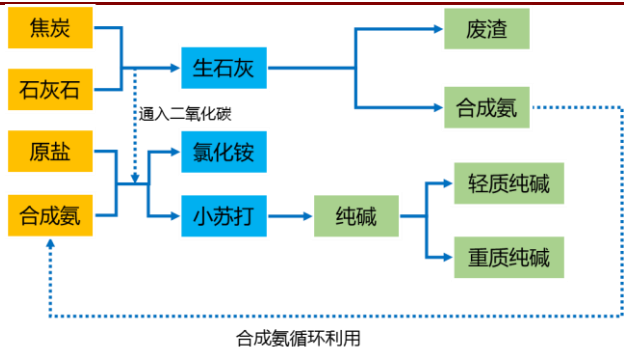 焦炭
废渣
生石灰
石灰石
合成氨
通入二氧化碳
原盐
氯化铵
轻质纯碱
合成氨
小苏打
纯碱
重质纯碱
合成氨循环利用